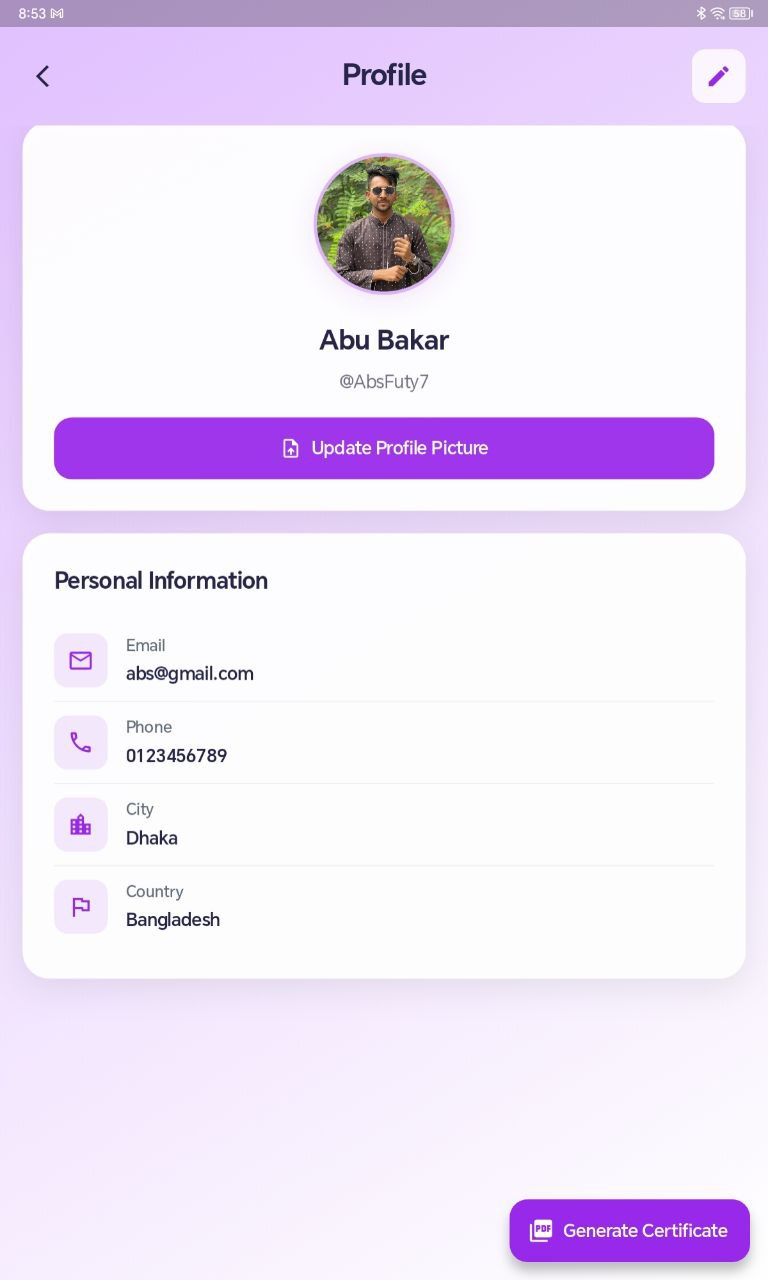 8:53
58
Profile
Abu Bakar
@AbsFuty7
Update Profile Picture
Personal Information
Email
abs@gmail.com
Phone
0123456789
City
Dhaka
Country
Bangladesh
PDF
Generate Certificate